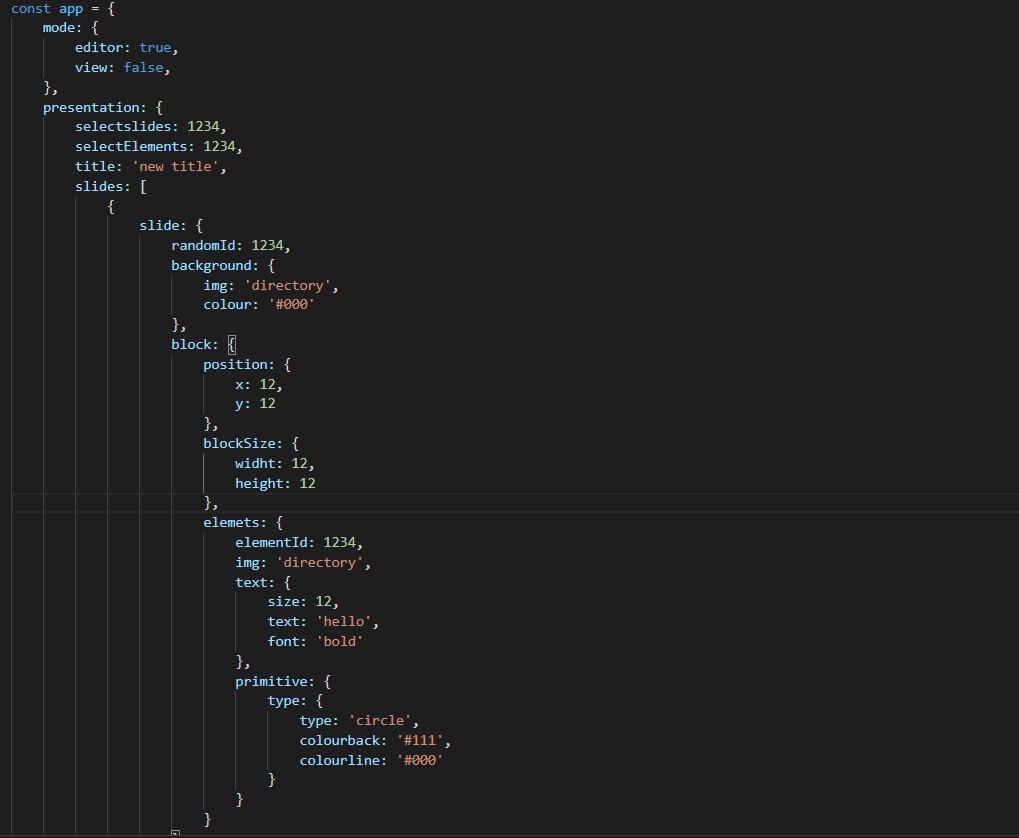 const app = {
    mode: {
        editor: true,
        view: false,
    },
    presentation: {
        selectslides: 1234,
        selectElements: 1234,
        title: 'new title',
        slides: [
            {
                slide: {
                    randomId: 1234,
                    background: {
                        img: 'directory',
                        colour: '#000'
                    },
                    block: {
                        position: {
                            x: 12,
                            y: 12
                        },
                        blockSize: {
                            widht: 12,
                            height: 12
                        },
                        elemets: {
                            elementId: 1234,
                            img: 'directory',
                            text: {
                                size: 12,
                                text: 'hello',
                                font: 'bold'
                            },
                            primitive: {
                                type: {
                                    type: 'circle',
                                    colourback: '#111',
                                    colourline: '#000'
                                }
                            }
                        }